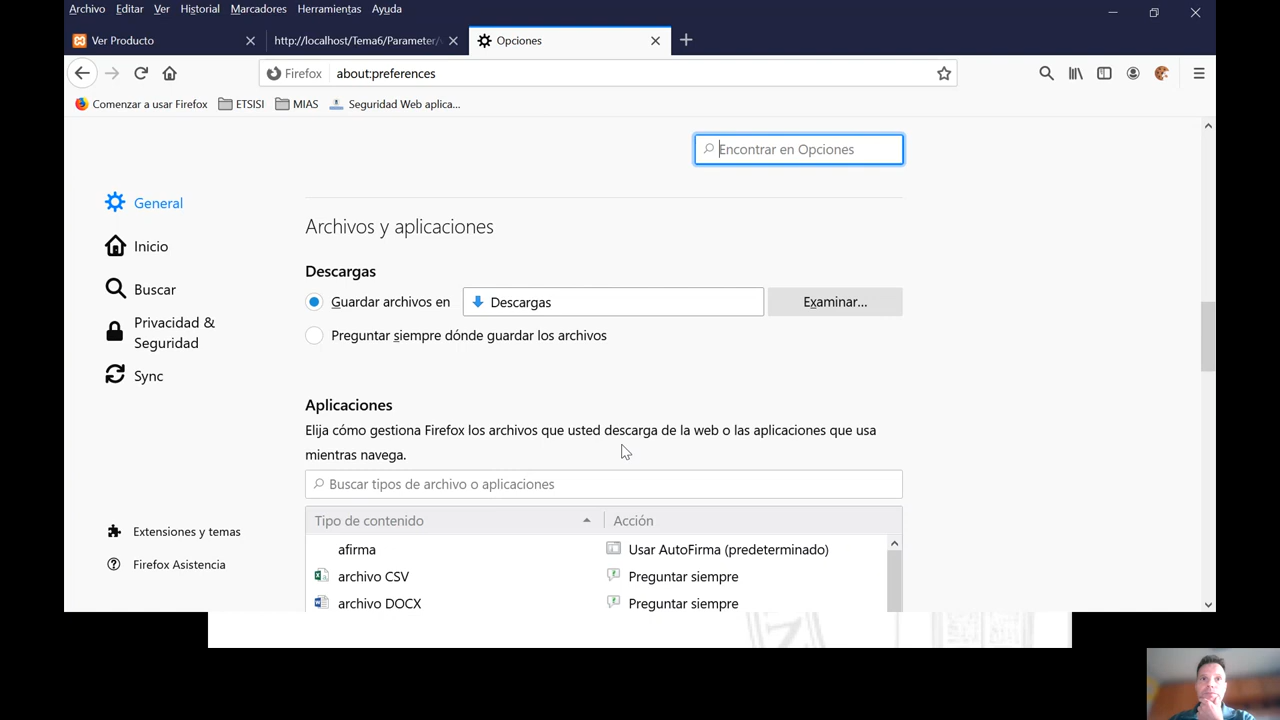 Archivo Editar Ver Historial Marcadores Herramientas Ayuda
Ver Producto
http://localhost/Tema6/Parameter/
Opciones
Firefox about:preferences
Comenzar a usar Firefox ETSISI MIAS Seguridad Web aplica...
Encontrar en Opciones
General
Inicio
Buscar
Privacidad &
Seguridad
Sync
Extensiones y temas
Firefox Asistencia
Archivos y aplicaciones
Descargas
Guardar archivos en Descargas Examinar...
Preguntar siempre dónde guardar los archivos
Aplicaciones
Elija cómo gestiona Firefox los archivos que usted descarga de la web o las aplicaciones que usa
mientras navega.
Buscar tipos de archivo o aplicaciones
Tipo de contenido Acción
afirma Usar AutoFirma (predeterminado)
archivo CSV Preguntar siempre
archivo DOCX Preguntar siempre